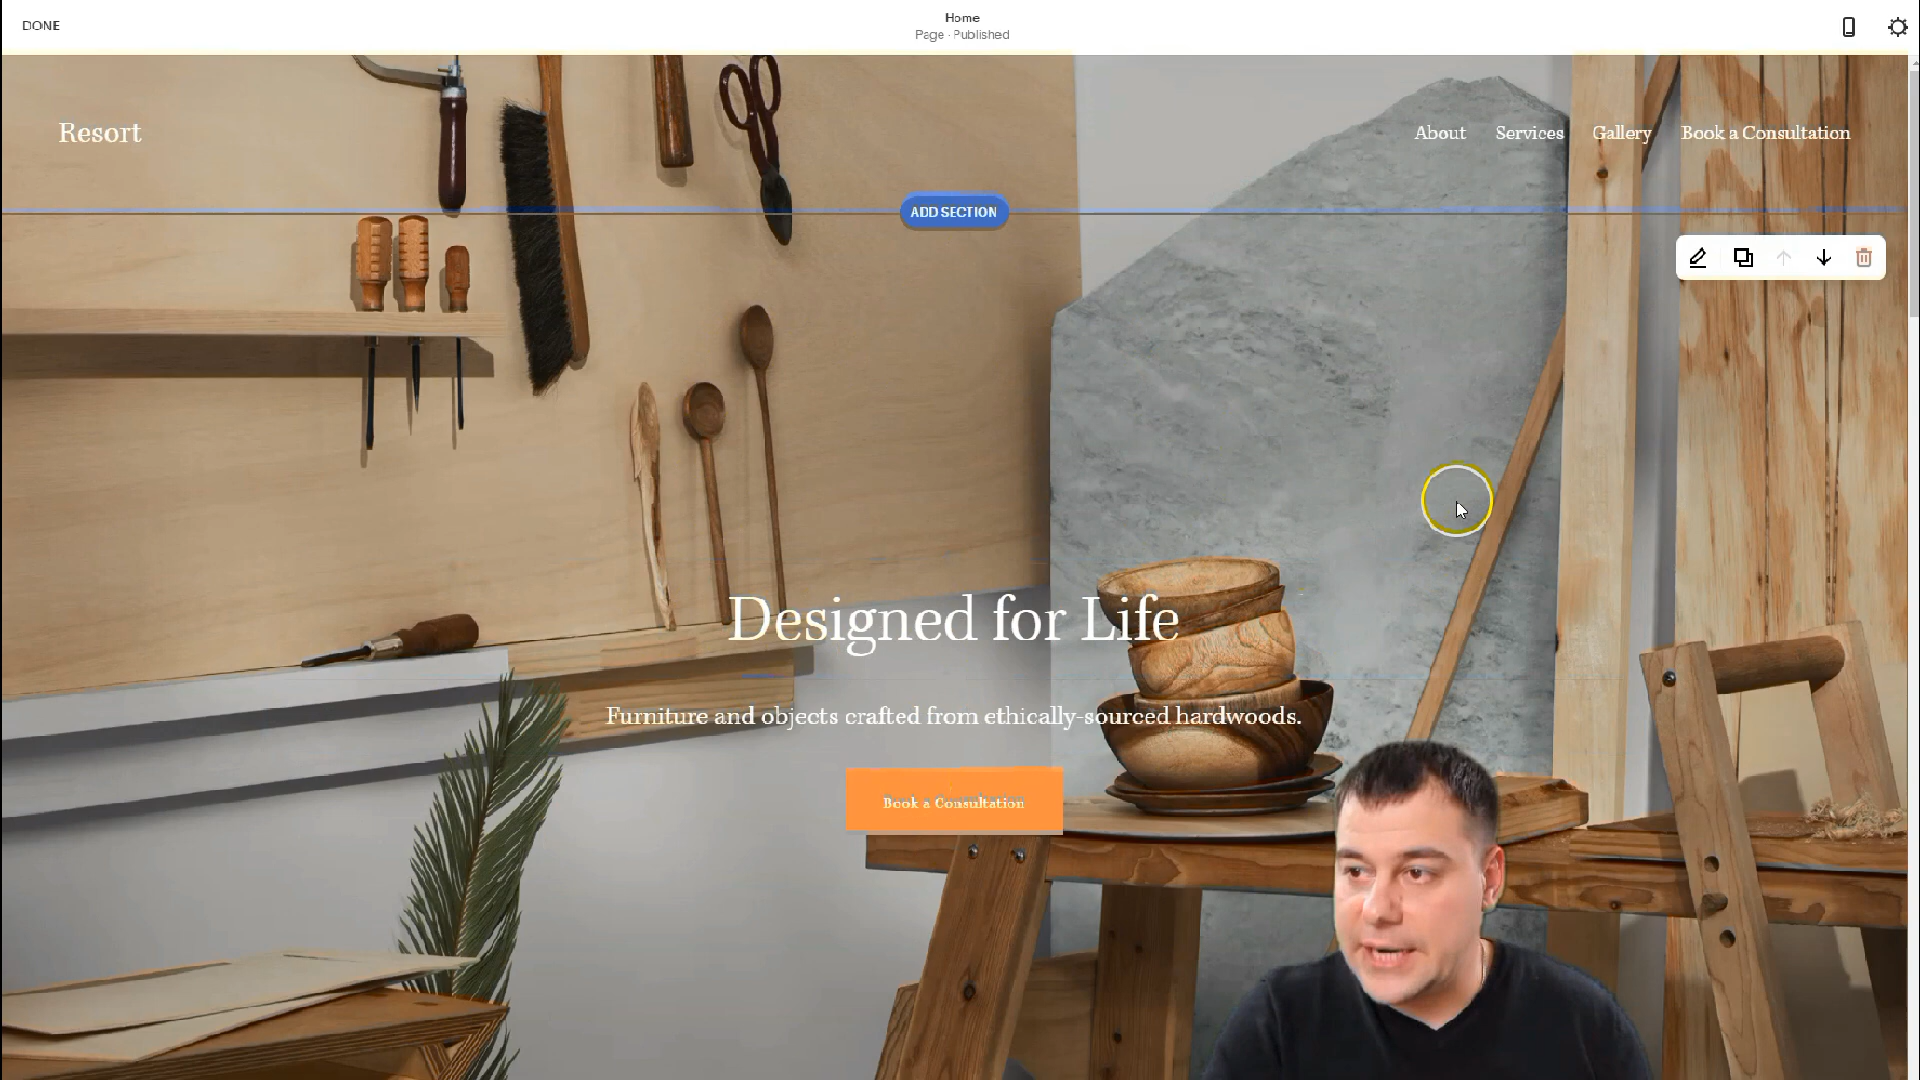 DONE
Home
Page · Published
Resort
About Services Gallery Book a Consultation
ADD SECTION
Designed for Life
Furniture and objects crafted from ethically-sourced hardwoods.
Book a Consultation